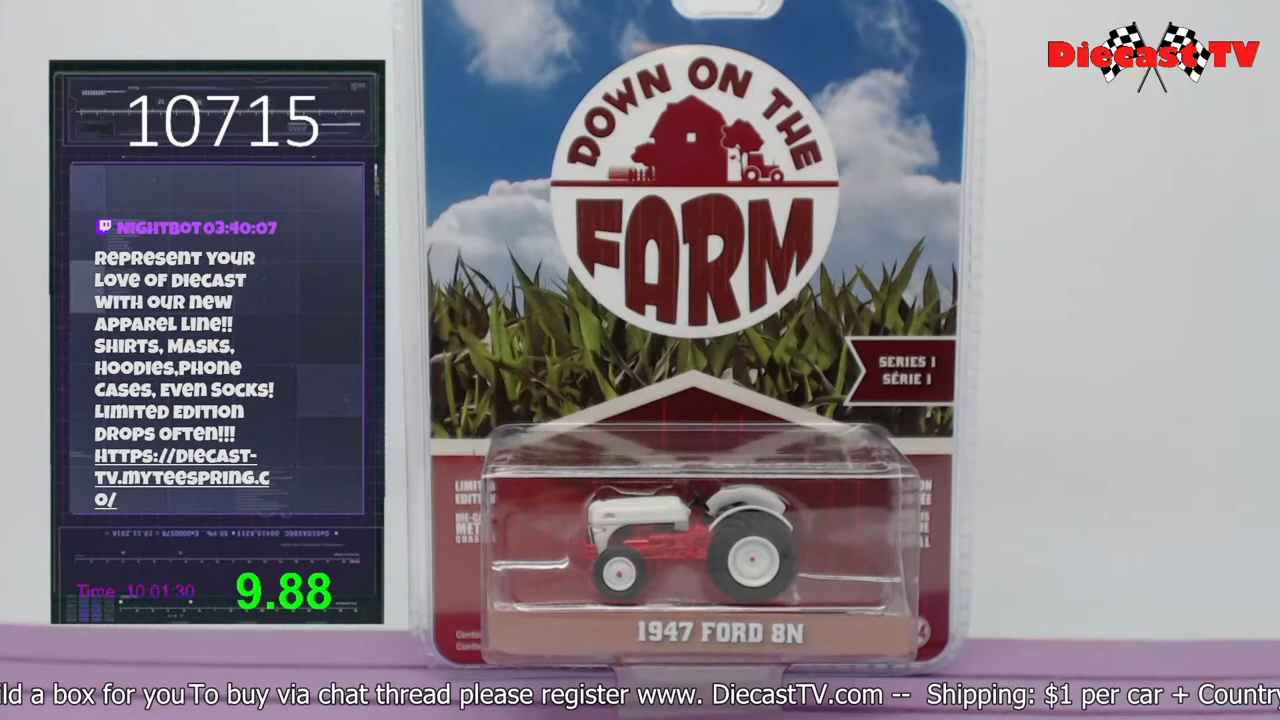 Diecast TV
10715
NIGHTBOT 03:40:07
REPRESENT YOUR
LOVE OF DIECAST
WITH OUR NEW
APPAREL LINE!!
SHIRTS, MASKS,
HOODIES,PHONE
CASES, EVEN SOCKS!
LIMITED EDITION
DROPS OFTEN!!!
HTTPS://DIECAST-
TV.MYTEESPRING.C
O/
Time 10:01:30
9.88
DOWN ON THE
FARM
SERIES 1
SÉRIE 1
1947 FORD 8N
ild a box for you To buy via chat thread please register www. DiecastTV.com -- Shipping: $1 per car + Country